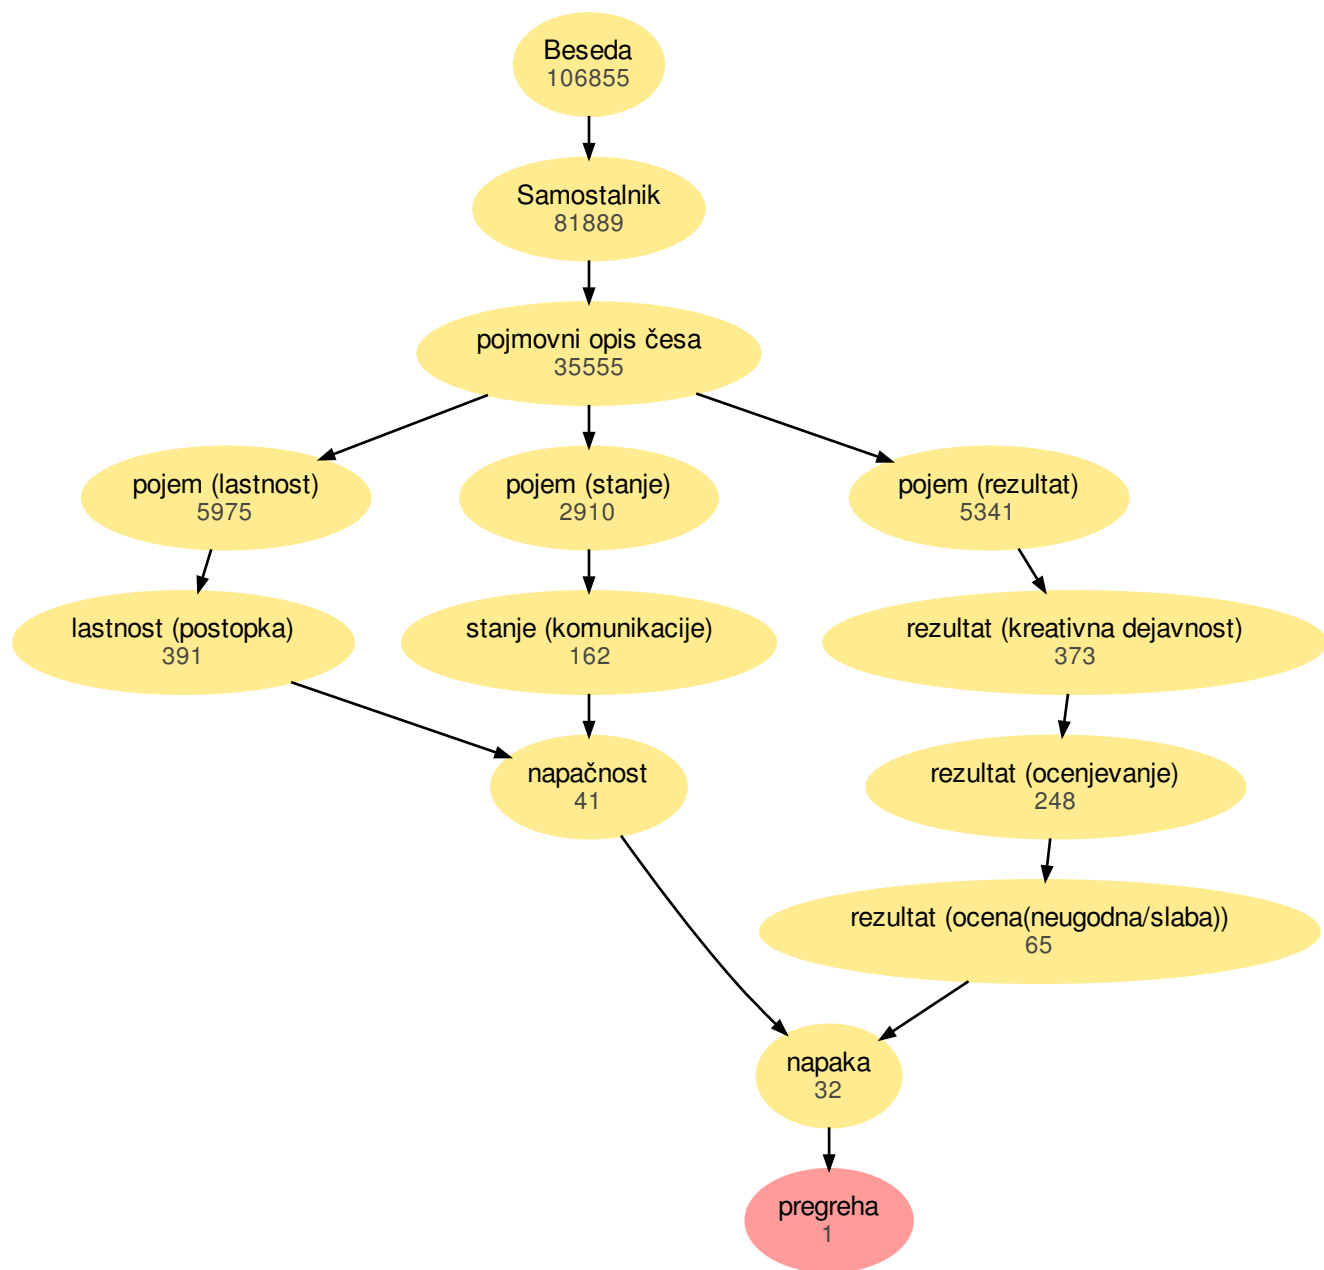 Beseda
106855
Samostalnik
81889
pojmovni opis česa
35555
pojem (lastnost)
5975
pojem (stanje)
2910
pojem (rezultat)
5341
lastnost (postopka)
391
stanje (komunikacije)
162
rezultat (kreativna dejavnost)
373
napačnost
41
rezultat (ocenjevanje)
248
rezultat (ocena(neugodna/slaba))
65
napaka
32
pregreha
1